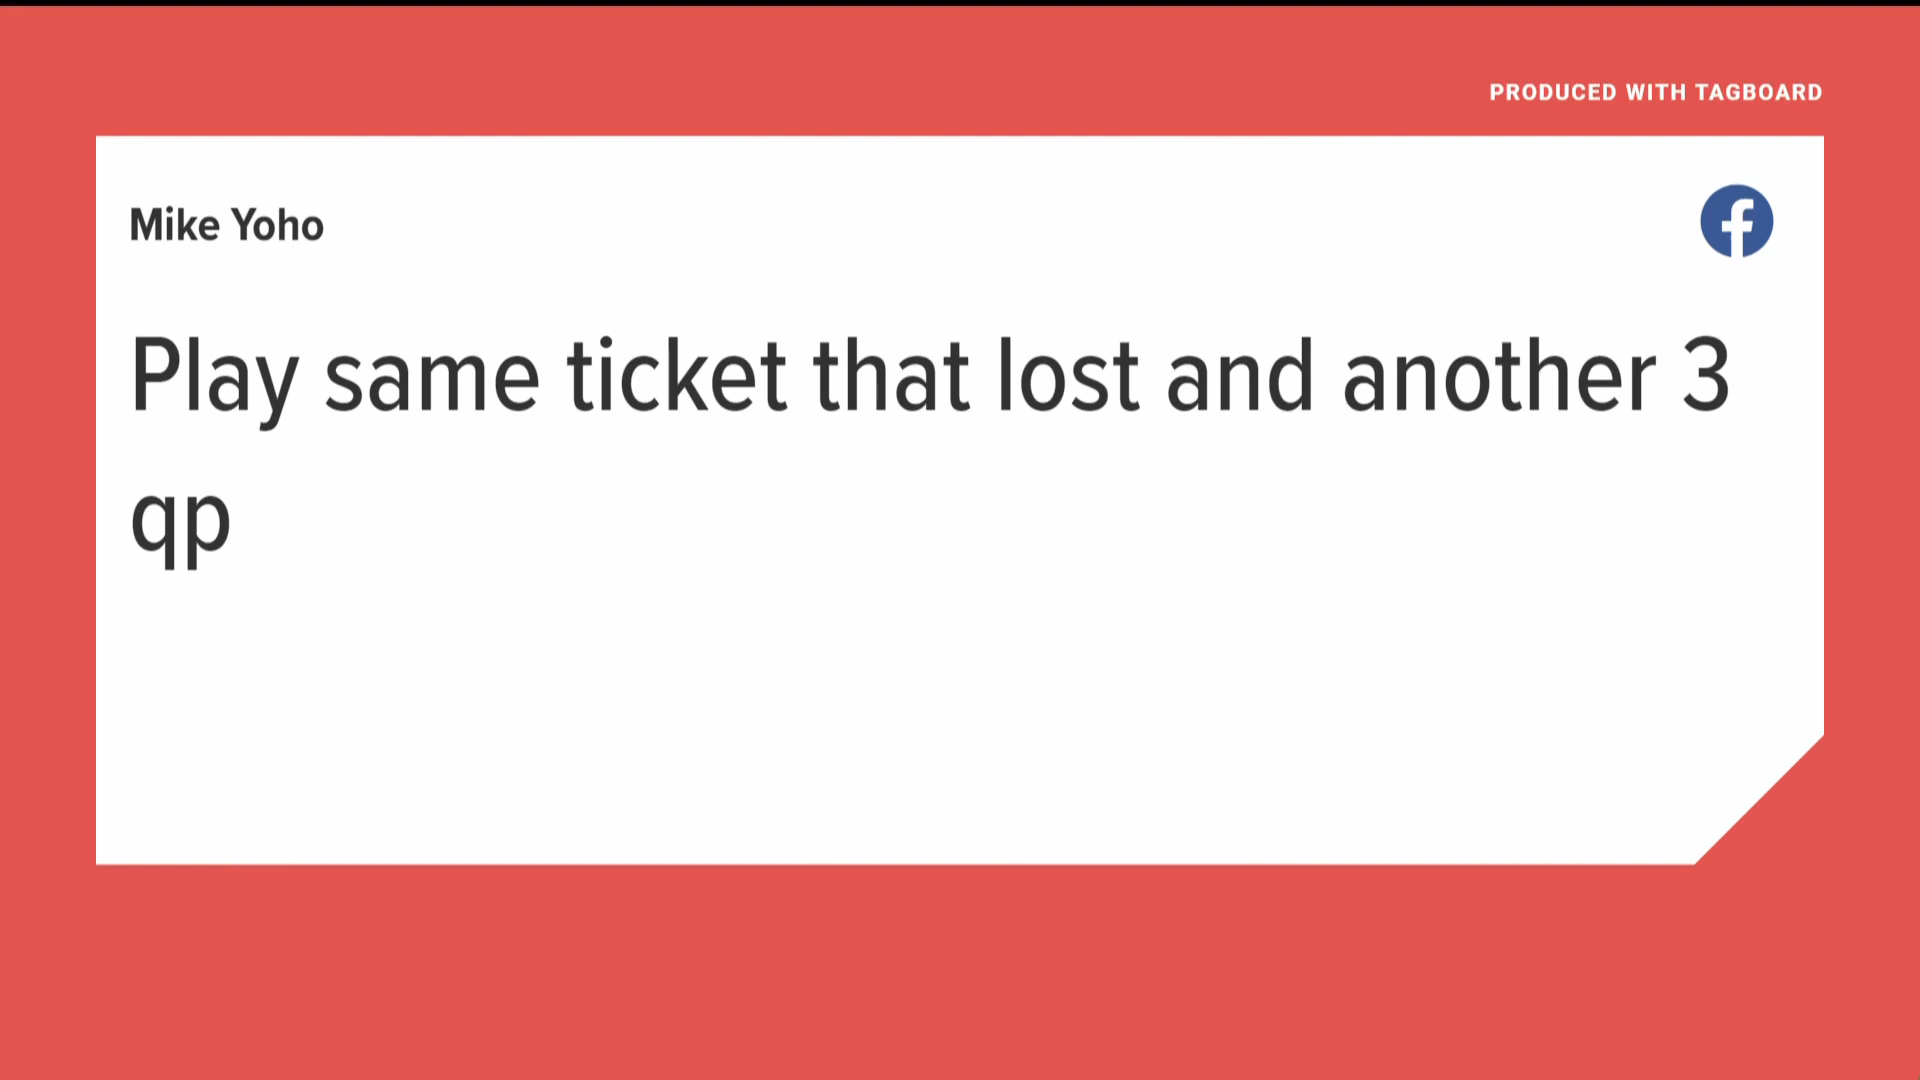 PRODUCED WITH TAGBOARD
Mike Yoho
Play same ticket that lost and another 3
qp